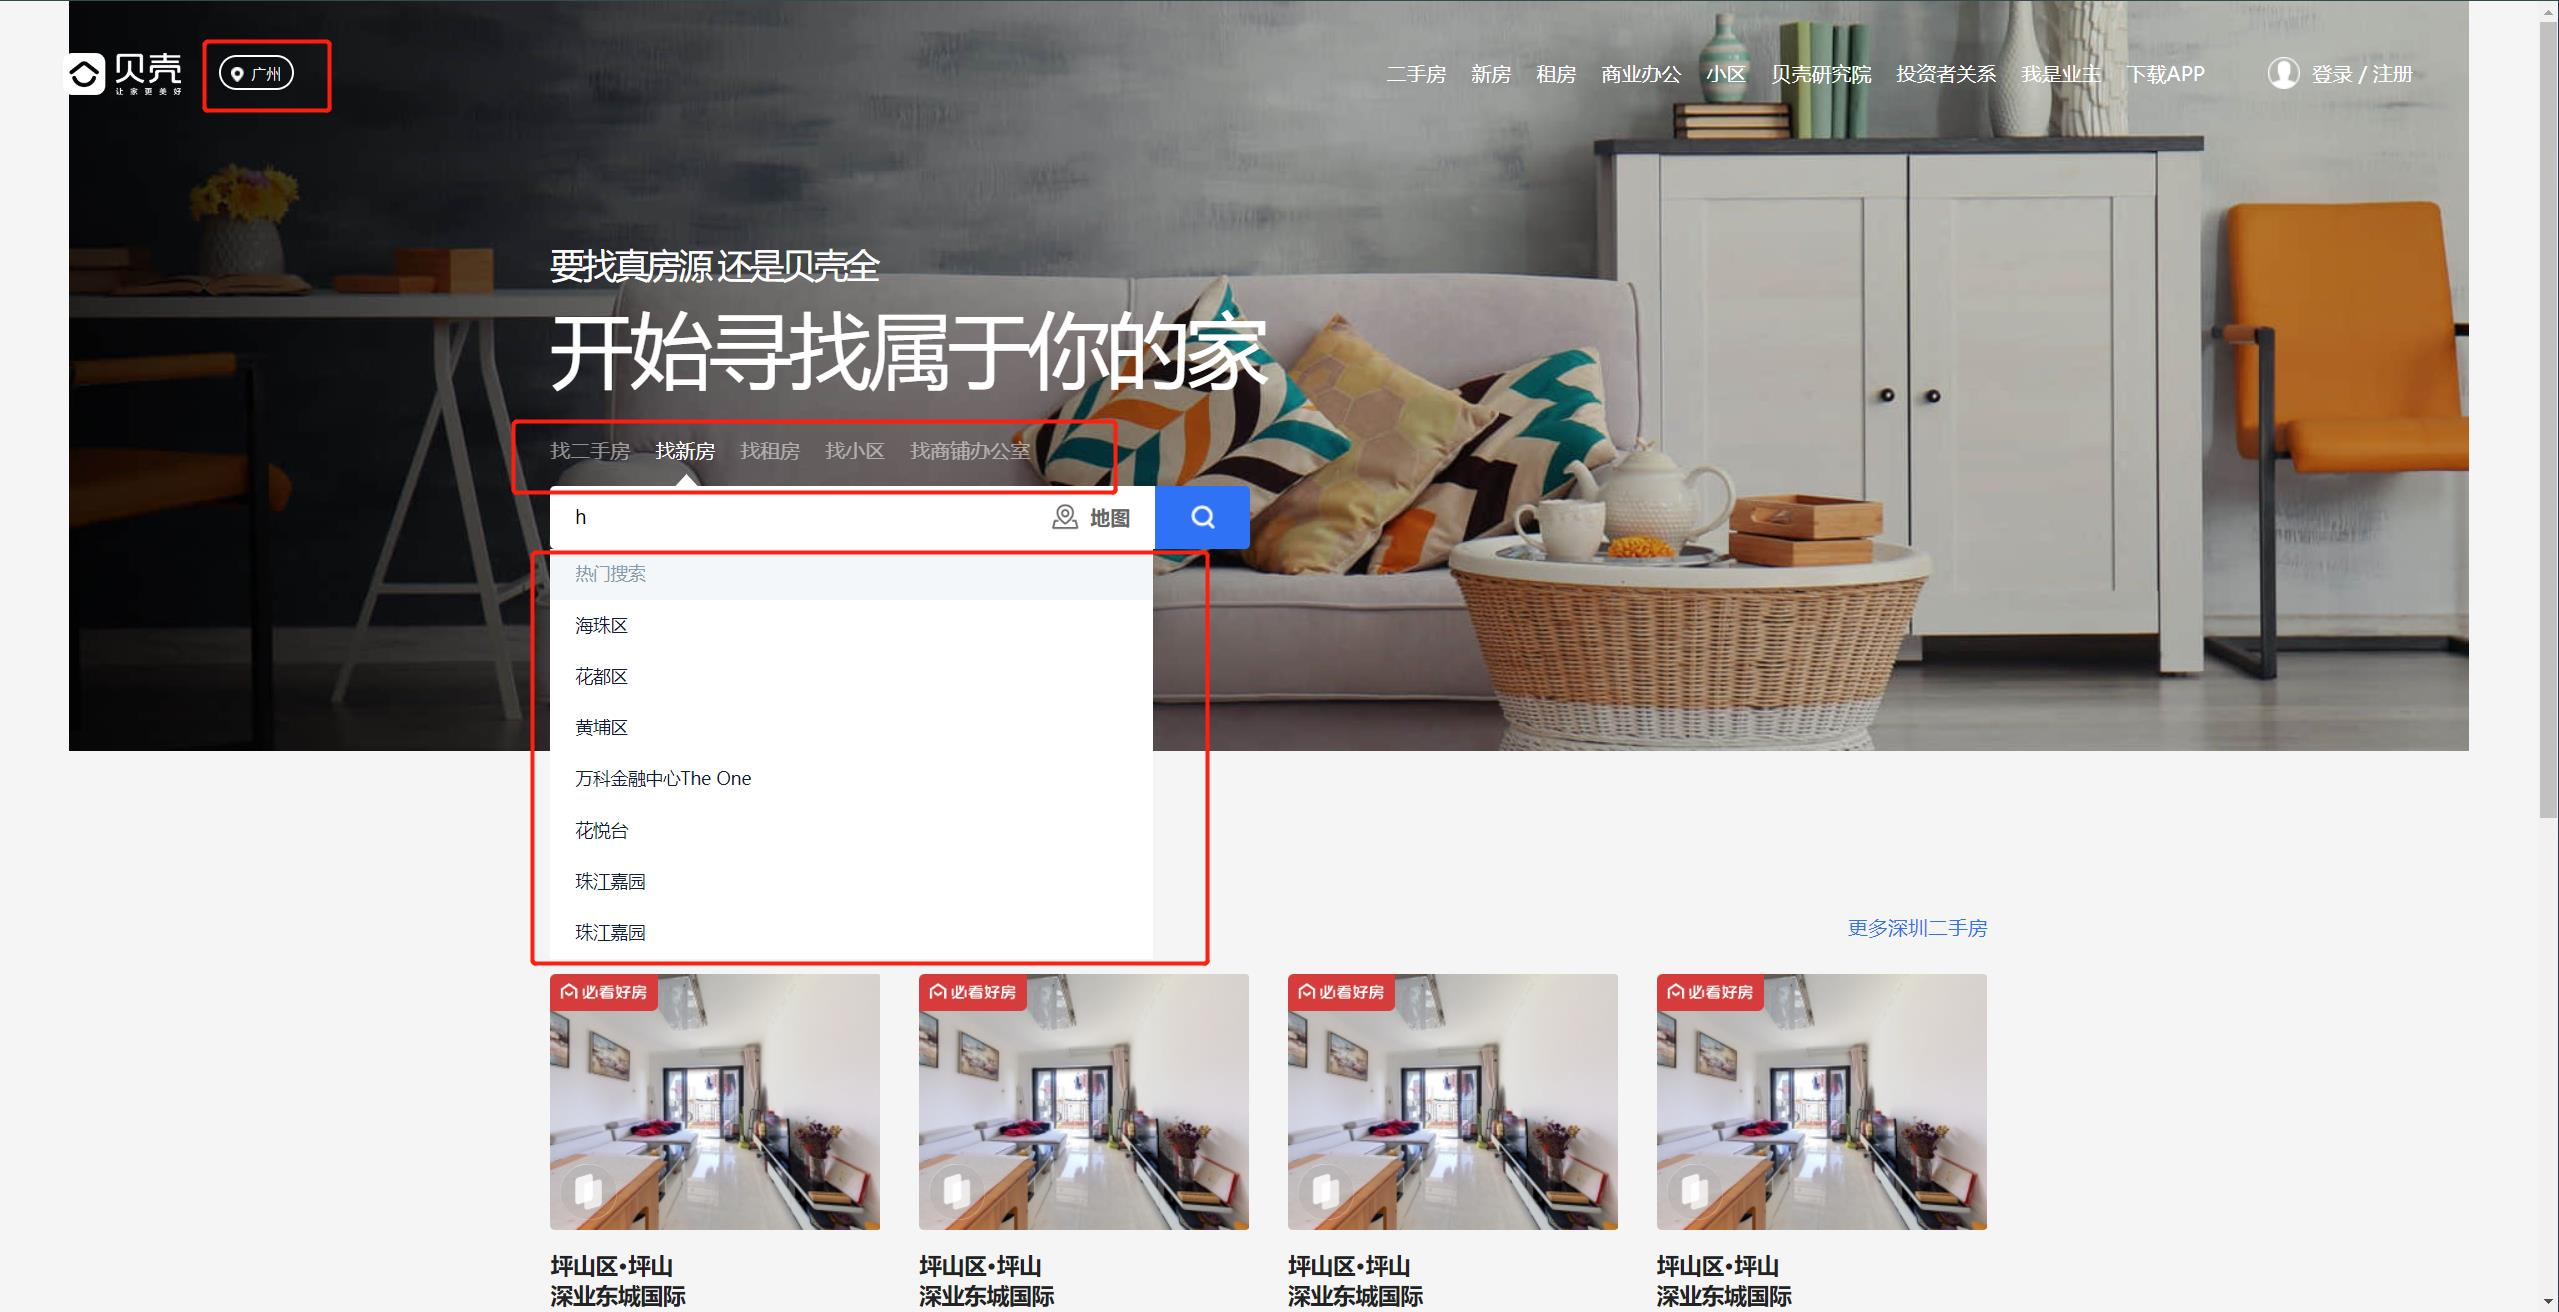 贝壳
让家更美好
广州
二手房 新房 租房 商业办公 小区 贝壳研究院 投资者关系 我是业主 下载APP 登录 / 注册
要找真房源 还是贝壳全
开始寻找属于你的家
找二手房 找新房 找租房 找小区 找商铺办公室
h 地图
热门搜索
海珠区
花都区
黄埔区
万科金融中心The One
花悦台
珠江嘉园
珠江嘉园
更多深圳二手房
必看好房 必看好房 必看好房 必看好房
坪山区·坪山 坪山区·坪山 坪山区·坪山 坪山区·坪山
深业东城国际 深业东城国际 深业东城国际 深业东城国际